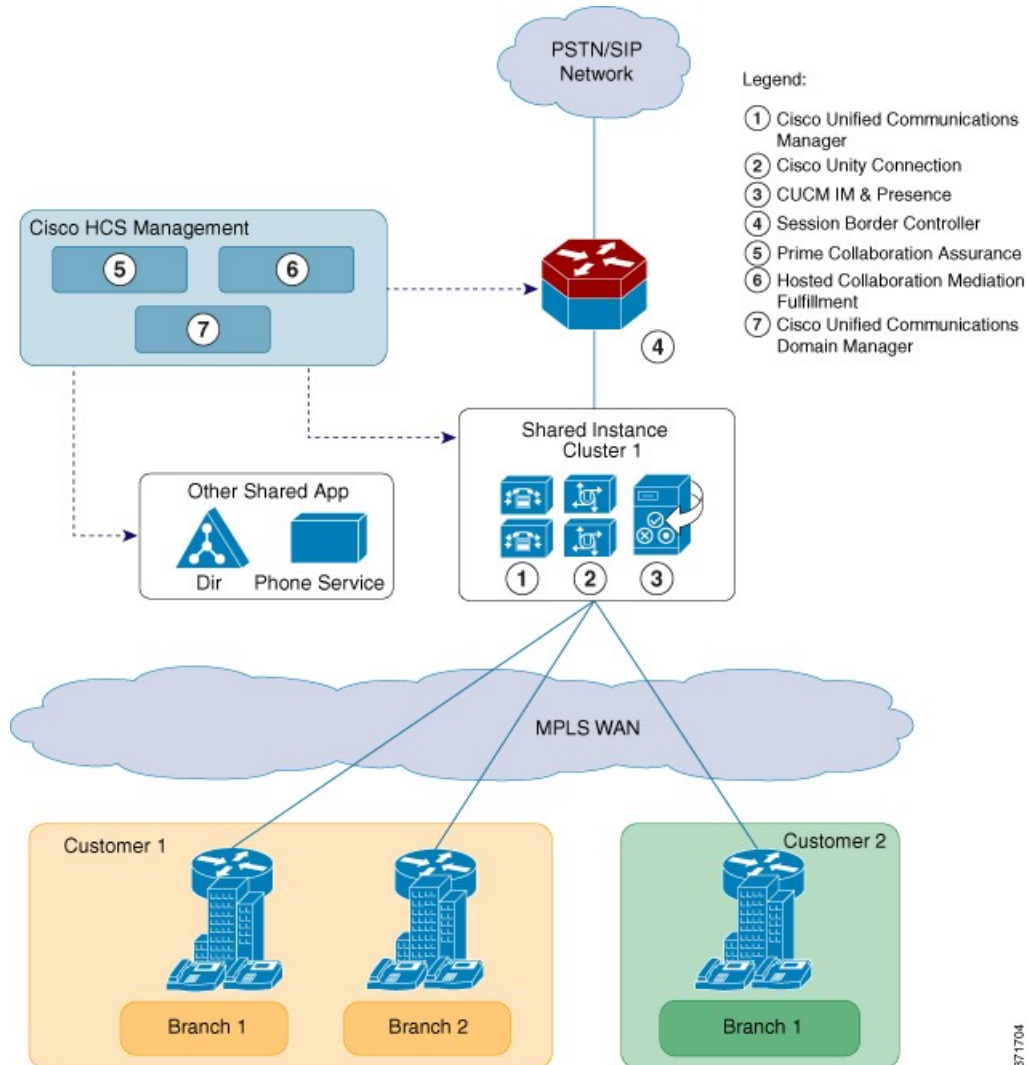 PSTN/SIP
Network
Legend:
1 Cisco Unified Communications
Manager
2 Cisco Unity Connection
3 CUCM IM & Presence
4 Session Border Controller
5 Prime Collaboration Assurance
6 Hosted Collaboration Mediation
Fulfillment
7 Cisco Unified Communications
Domain Manager
Cisco HCS Management
5
6
7
4
Shared Instance
Cluster 1
1
2
3
Other Shared App
Dir
Phone Service
MPLS WAN
Customer 1
Customer 2
Branch 1
Branch 2
Branch 1
371704